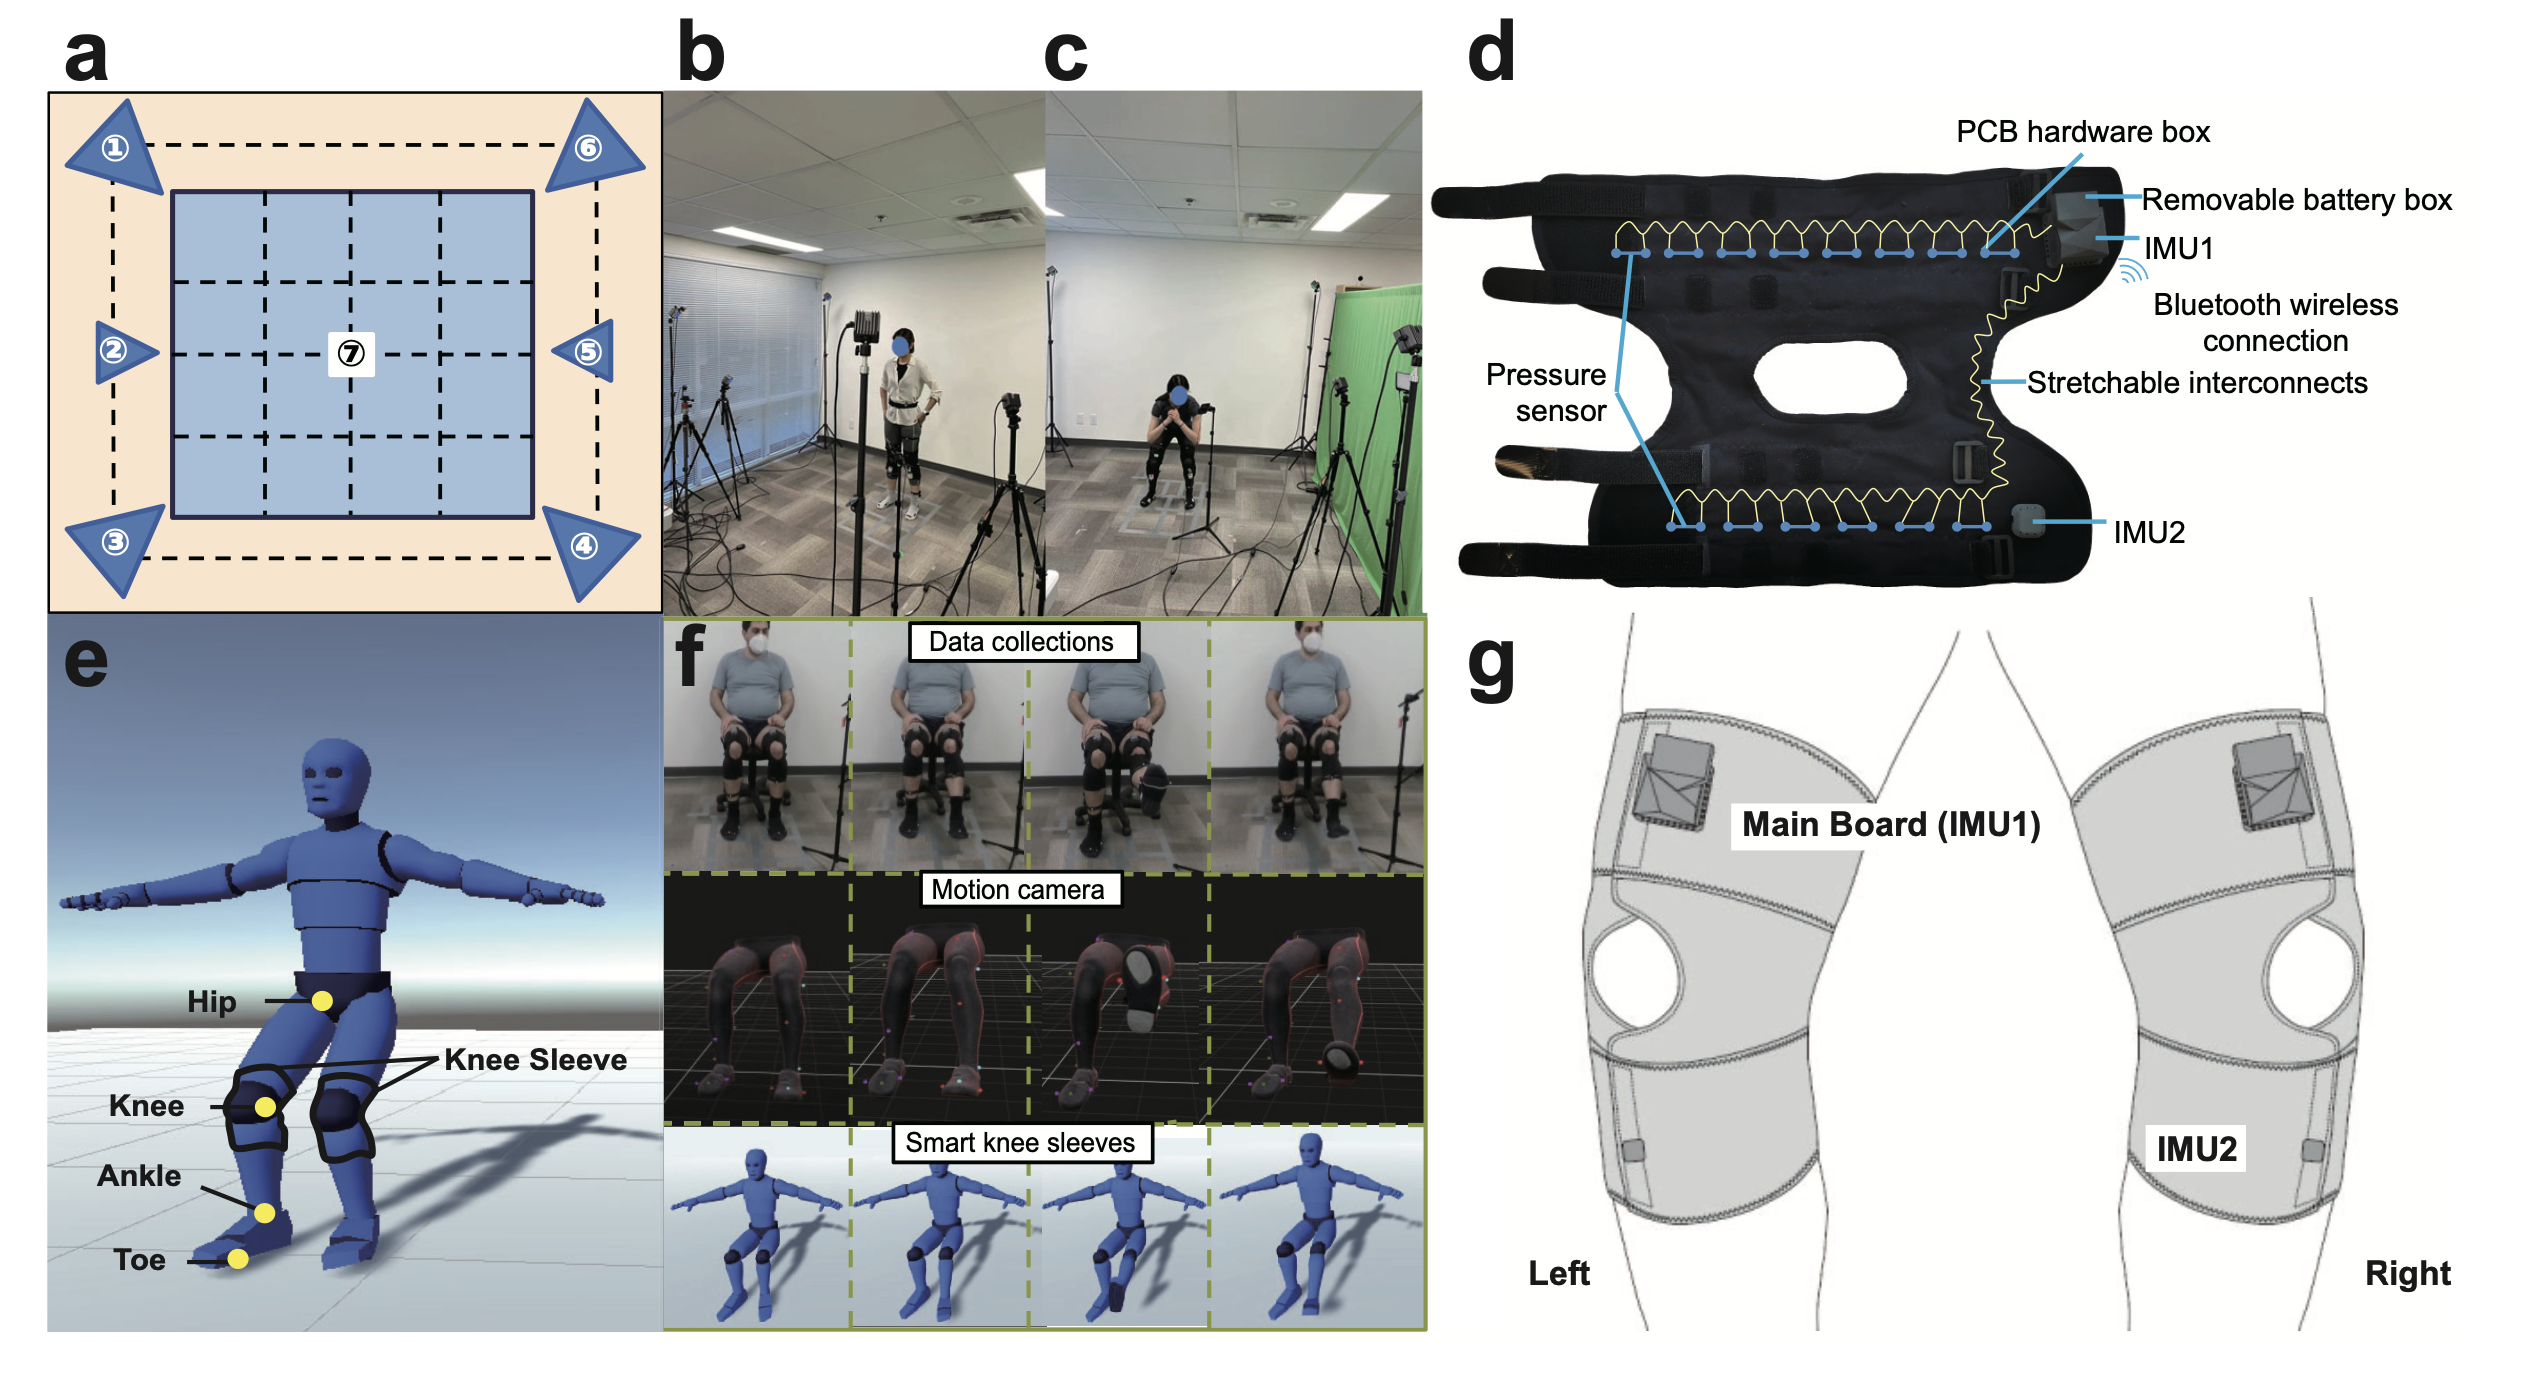 a
①
⑥
②
⑦
⑤
③
④
b
c
d
PCB hardware box
Removable battery box
IMU1
Bluetooth wireless
connection
Stretchable interconnects
Pressure
sensor
IMU2
e
Hip
Knee Sleeve
Knee
Ankle
Toe
f
Data collections
Motion camera
Smart knee sleeves
g
Main Board (IMU1)
IMU2
Left
Right